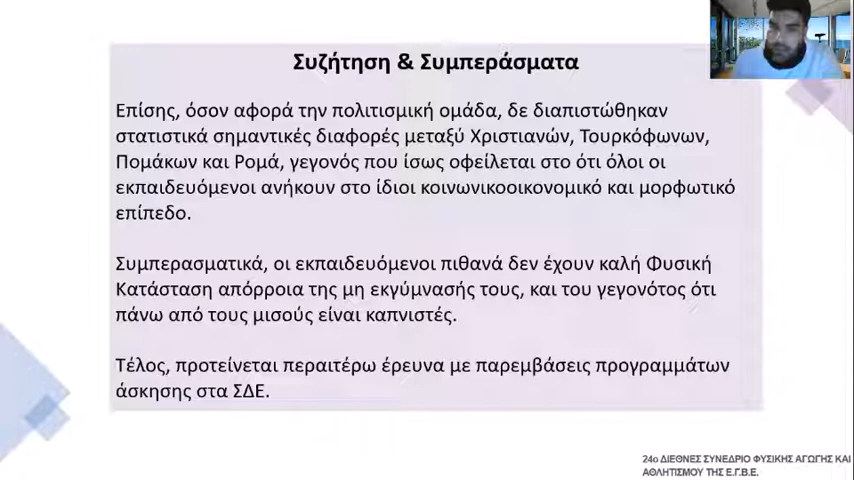 Συζήτηση & Συμπεράσματα
Επίσης, όσον αφορά την πολιτισμική ομάδα, δε διαπιστώθηκαν
στατιστικά σημαντικές διαφορές μεταξύ Χριστιανών, Τουρκόφωνων,
Πομάκων και Ρομά, γεγονός που ίσως οφείλεται στο ότι όλοι οι
εκπαιδευόμενοι ανήκουν στο ίδιοι κοινωνικοοικονομικό και μορφωτικό
επίπεδο.
Συμπερασματικά, οι εκπαιδευόμενοι πιθανά δεν έχουν καλή Φυσική
Κατάσταση απόρροια της μη εκγύμνασής τους, και του γεγονότος ότι
πάνω από τους μισούς είναι καπνιστές.
Τέλος, προτείνεται περαιτέρω έρευνα με παρεμβάσεις προγραμμάτων
άσκησης στα ΣΔΕ.
24ο ΔΙΕΘΝΕΣ ΣΥΝΕΔΡΙΟ ΦΥΣΙΚΗΣ ΑΓΩΓΗΣ ΚΑΙ
ΑΘΛΗΤΙΣΜΟΥ ΤΗΣ Ε.Γ.Β.Ε.